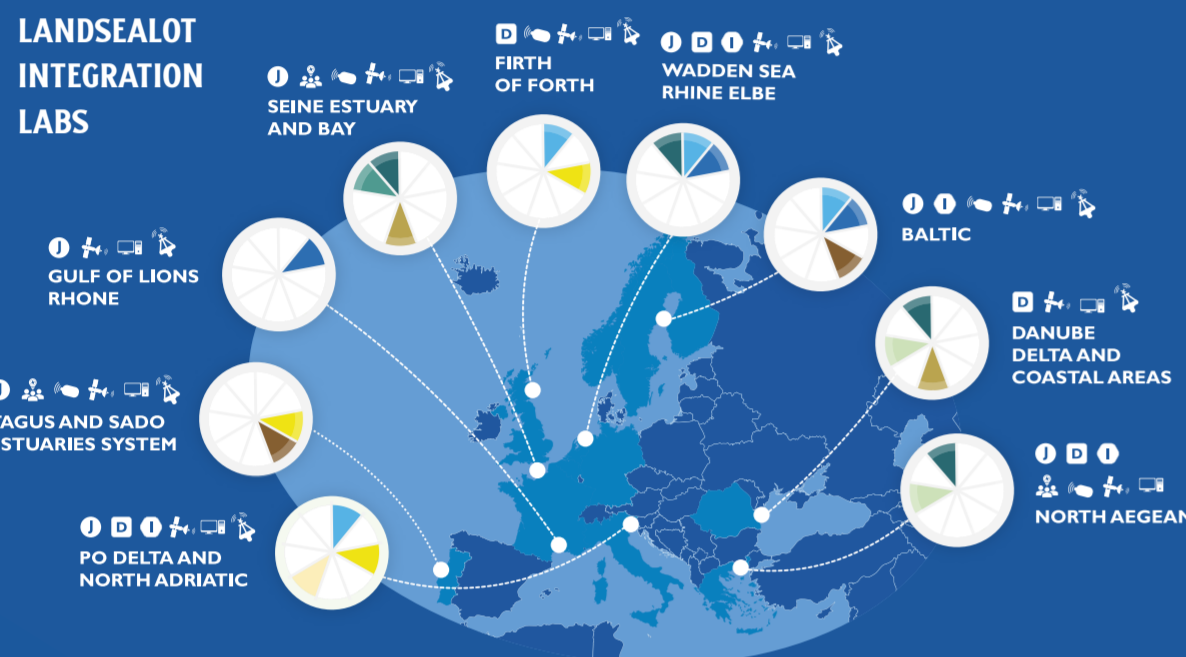 LANDSEALOT
INTEGRATION
LABS
J
SEINE ESTUARY
AND BAY
D
FIRTH
OF FORTH
J D I
WADDEN SEA
RHINE ELBE
J I
BALTIC
J
GULF OF LIONS
RHONE
D
DANUBE
DELTA AND
COASTAL AREAS
J
TAGUS AND SADO
ESTUARIES SYSTEM
J D I
NORTH AEGEAN
J D I
PO DELTA AND
NORTH ADRIATIC